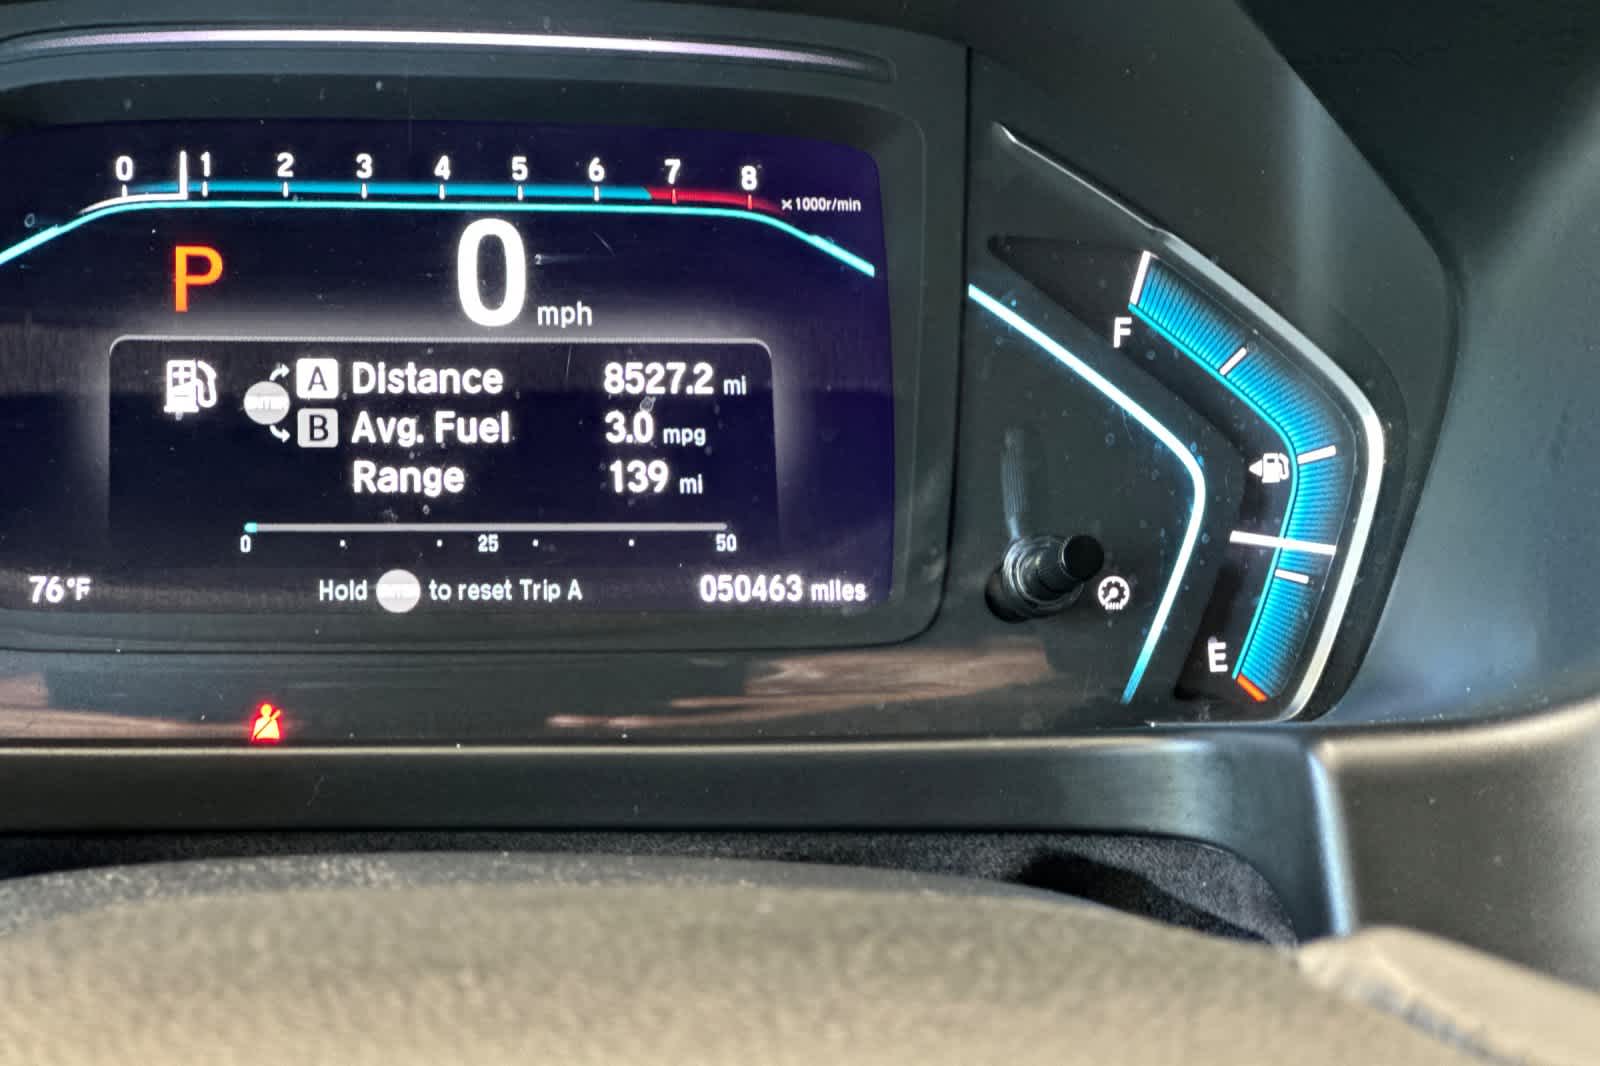 0 1 2 3 4 5 6 7 8
×1000r/min
P
0 mph
A Distance 8527.2 mi
B Avg. Fuel 3.0 mpg
Range 139 mi
0 25 50
76°F Hold ENTER to reset Trip A 050463 miles
F
E